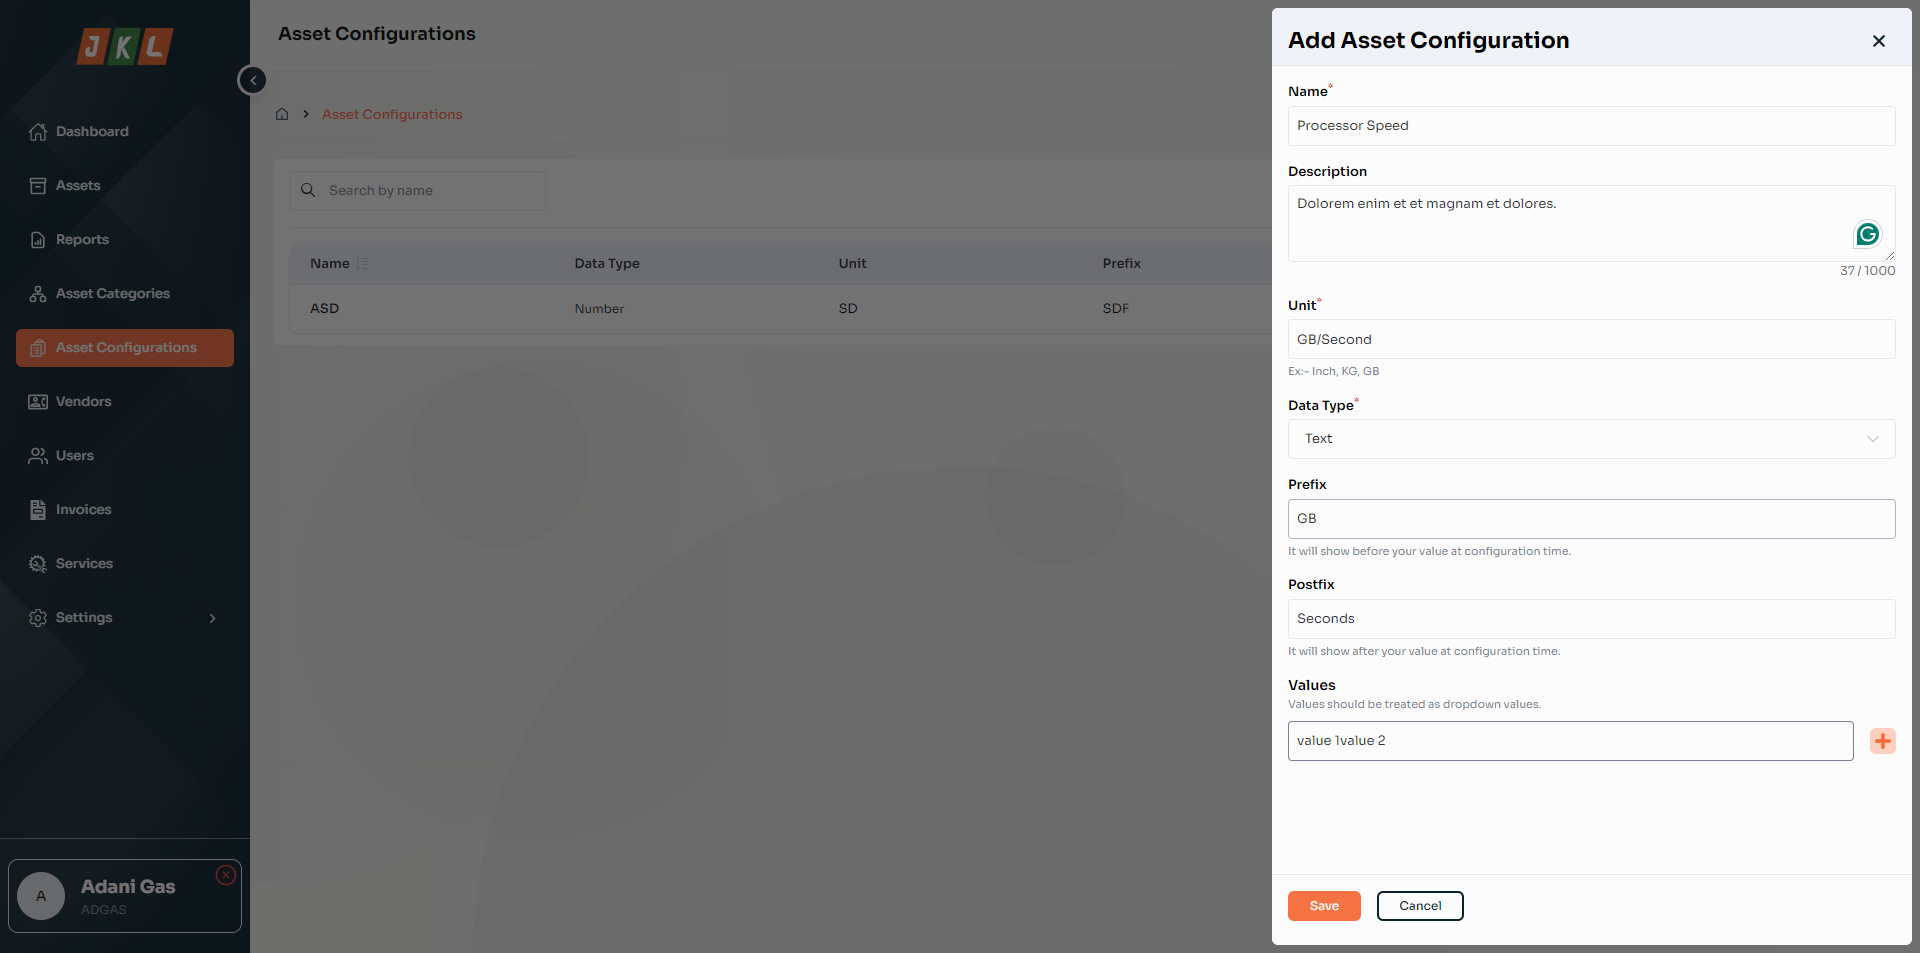 JKL
Dashboard
Assets
Reports
Asset Categories
Asset Configurations
Vendors
Users
Invoices
Services
Settings
A
Adani Gas
ADGAS
Asset Configurations
Asset Configurations
Search by name
Name Data Type Unit Prefix
ASD Number SD SDF
Add Asset Configuration
Name*
Processor Speed
Description
Dolorem enim et et magnam et dolores.
37 / 1000
Unit*
GB/Second
Ex:- Inch, KG, GB
Data Type*
Text
Prefix
GB
It will show before your value at configuration time.
Postfix
Seconds
It will show after your value at configuration time.
Values
Values should be treated as dropdown values.
value 1value 2
Save Cancel